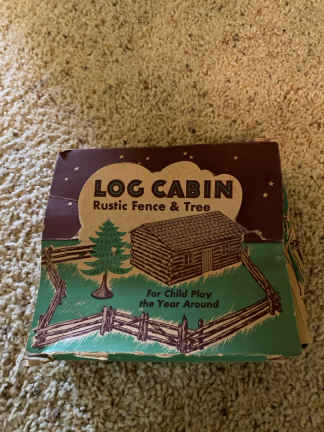 LOG CABIN
Rustic Fence & Tree
For Child Play
the Year Around